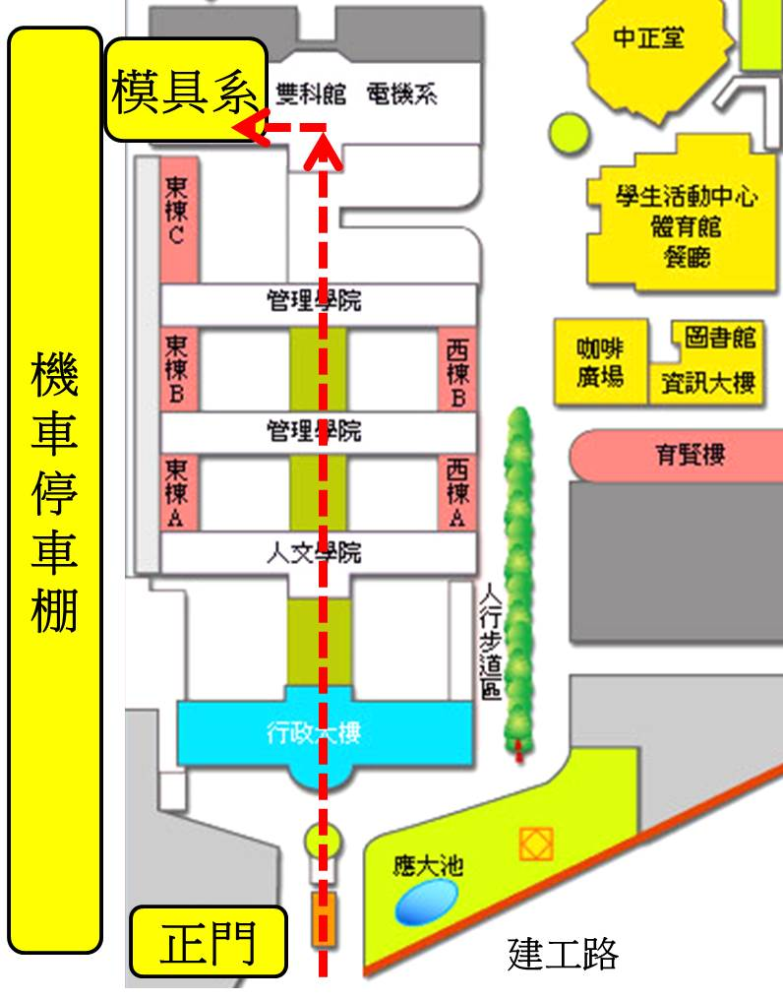 中正堂
模具系
雙科館 電機系
東棟C
學生活動中心
體育館
餐廳
管理學院
咖啡
廣場
圖書館
資訊大樓
東棟B
西棟B
管理學院
育賢樓
機車停車棚
東棟A
西棟A
人文學院
人行步道區
行政大樓
應大池
正門
建工路